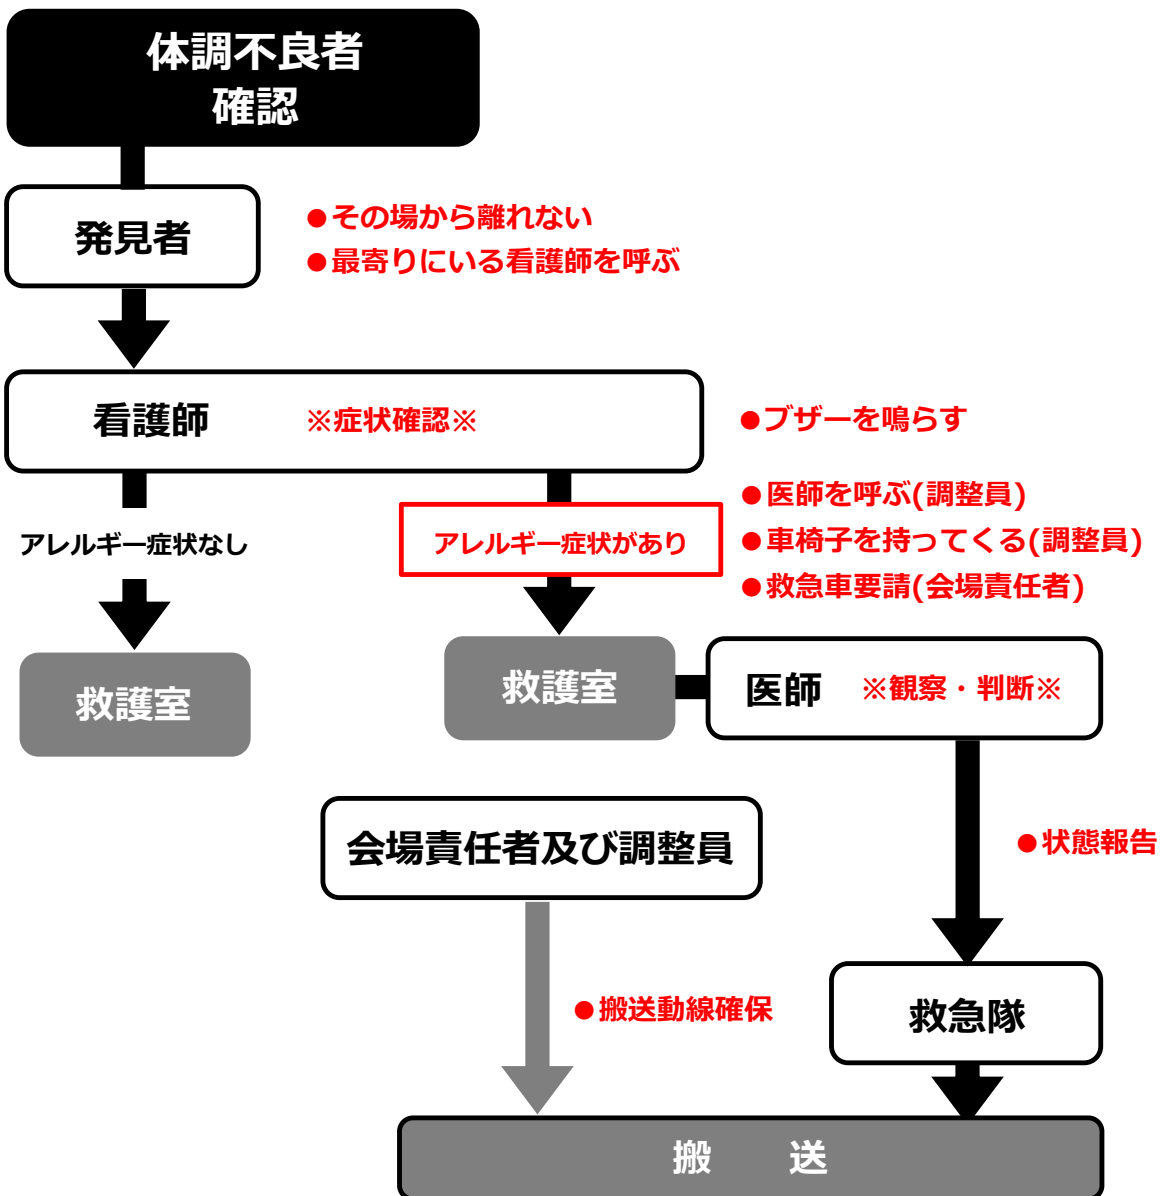 体調不良者
確認
発見者
●その場から離れない
●最寄りにいる看護師を呼ぶ
看護師　※症状確認※
●ブザーを鳴らす
●医師を呼ぶ(調整員)
●車椅子を持ってくる(調整員)
●救急車要請(会場責任者)
アレルギー症状なし
アレルギー症状があり
救護室
救護室
医師　※観察・判断※
会場責任者及び調整員
●状態報告
●搬送動線確保
救急隊
搬　送